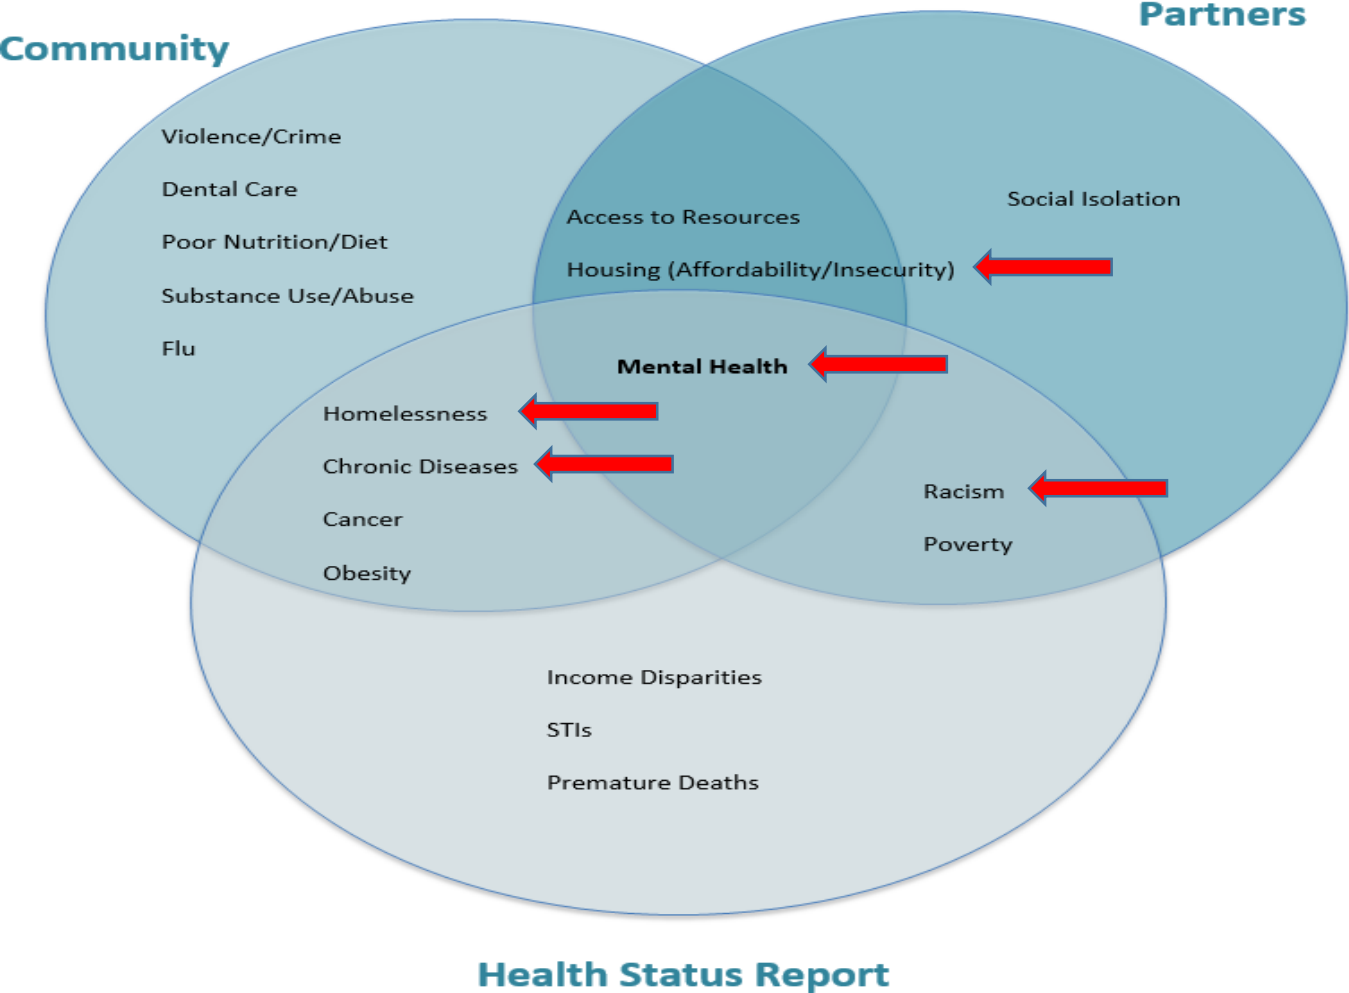 Community
Partners
Violence/Crime
Dental Care
Poor Nutrition/Diet
Substance Use/Abuse
Flu
Access to Resources
Housing (Affordability/Insecurity)
Social Isolation
Mental Health
Homelessness
Chronic Diseases
Cancer
Obesity
Racism
Poverty
Income Disparities
STIs
Premature Deaths
Health Status Report